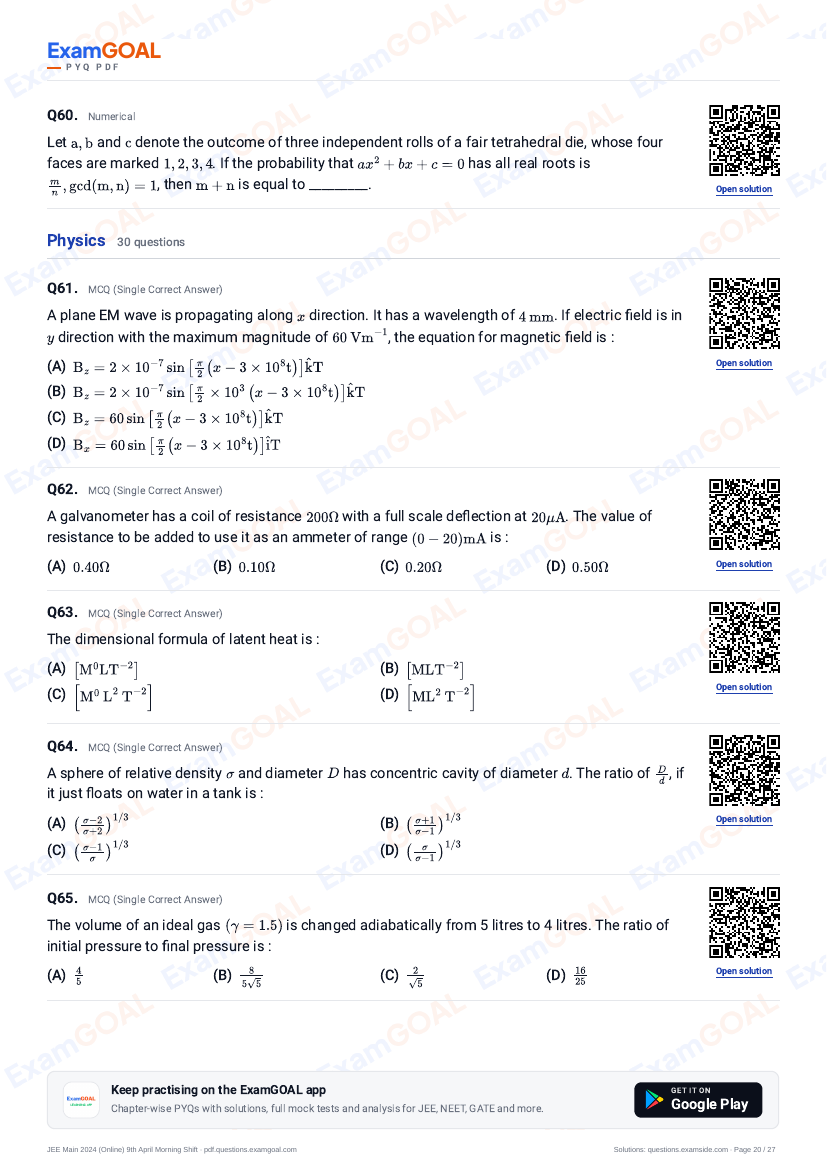 ExamGOAL
PYQ PDF
Q60. Numerical
Let a, b and c denote the outcome of three independent rolls of a fair tetrahedral die, whose four
faces are marked 1, 2, 3, 4. If the probability that ax² + bx + c = 0 has all real roots is
m/n, gcd(m, n) = 1, then m + n is equal to ________.
Open solution
Physics 30 questions
Q61. MCQ (Single Correct Answer)
A plane EM wave is propagating along x direction. It has a wavelength of 4 mm. If electric field is in
y direction with the maximum magnitude of 60 Vm⁻¹, the equation for magnetic field is :
(A) B_z = 2 × 10⁻⁷ sin [π/2 (x − 3 × 10⁸t)] k̂T
(B) B_z = 2 × 10⁻⁷ sin [π/2 × 10³ (x − 3 × 10⁸t)] k̂T
(C) B_z = 60 sin [π/2 (x − 3 × 10⁸t)] k̂T
(D) B_x = 60 sin [π/2 (x − 3 × 10⁸t)] îT
Open solution
Q62. MCQ (Single Correct Answer)
A galvanometer has a coil of resistance 200Ω with a full scale deflection at 20μA. The value of
resistance to be added to use it as an ammeter of range (0 − 20)mA is :
(A) 0.40Ω (B) 0.10Ω (C) 0.20Ω (D) 0.50Ω
Open solution
Q63. MCQ (Single Correct Answer)
The dimensional formula of latent heat is :
(A) [M⁰LT⁻²] (B) [MLT⁻²]
(C) [M⁰ L² T⁻²] (D) [ML² T⁻²]
Open solution
Q64. MCQ (Single Correct Answer)
A sphere of relative density σ and diameter D has concentric cavity of diameter d. The ratio of D/d, if
it just floats on water in a tank is :
(A) ((σ−2)/(σ+2))^1/3 (B) ((σ+1)/(σ−1))^1/3
(C) ((σ−1)/σ)^1/3 (D) (σ/(σ−1))^1/3
Open solution
Q65. MCQ (Single Correct Answer)
The volume of an ideal gas (γ = 1.5) is changed adiabatically from 5 litres to 4 litres. The ratio of
initial pressure to final pressure is :
(A) 4/5 (B) 8/(5√5) (C) 2/√5 (D) 16/25
Open solution
ExamGOAL
Keep practising on the ExamGOAL app
Chapter-wise PYQs with solutions, full mock tests and analysis for JEE, NEET, GATE and more.
GET IT ON
Google Play
JEE Main 2024 (Online) 9th April Morning Shift · pdf.questions.examgoal.com
Solutions: questions.examside.com · Page 20 / 27